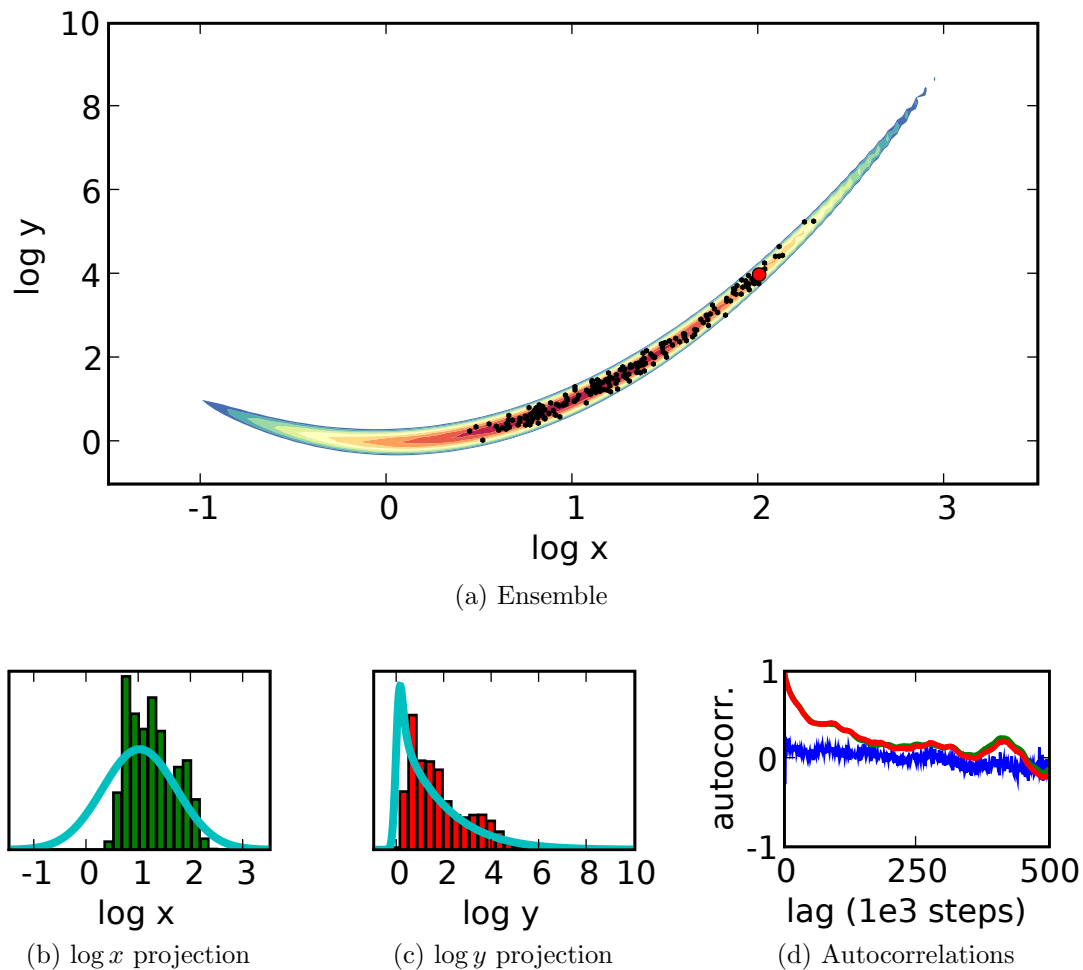 10
8
6
4
2
0
log y
-1 0 1 2 3
log x
(a) Ensemble
-1 0 1 2 3
log x
(b) log x projection
0 2 4 6 8 10
log y
(c) log y projection
1
0
-1
autocorr.
0 250 500
lag (1e3 steps)
(d) Autocorrelations